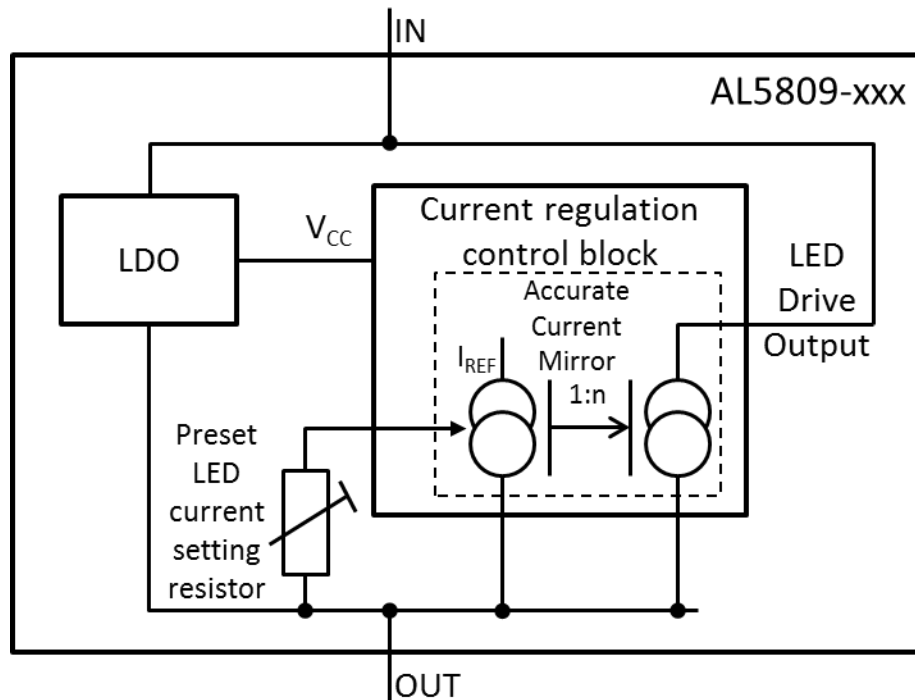 IN
AL5809-xxx
LDO
VCC
Current regulation
control block
Accurate
Current
Mirror
1:n
IREF
LED
Drive
Output
Preset
LED
current
setting
resistor
OUT